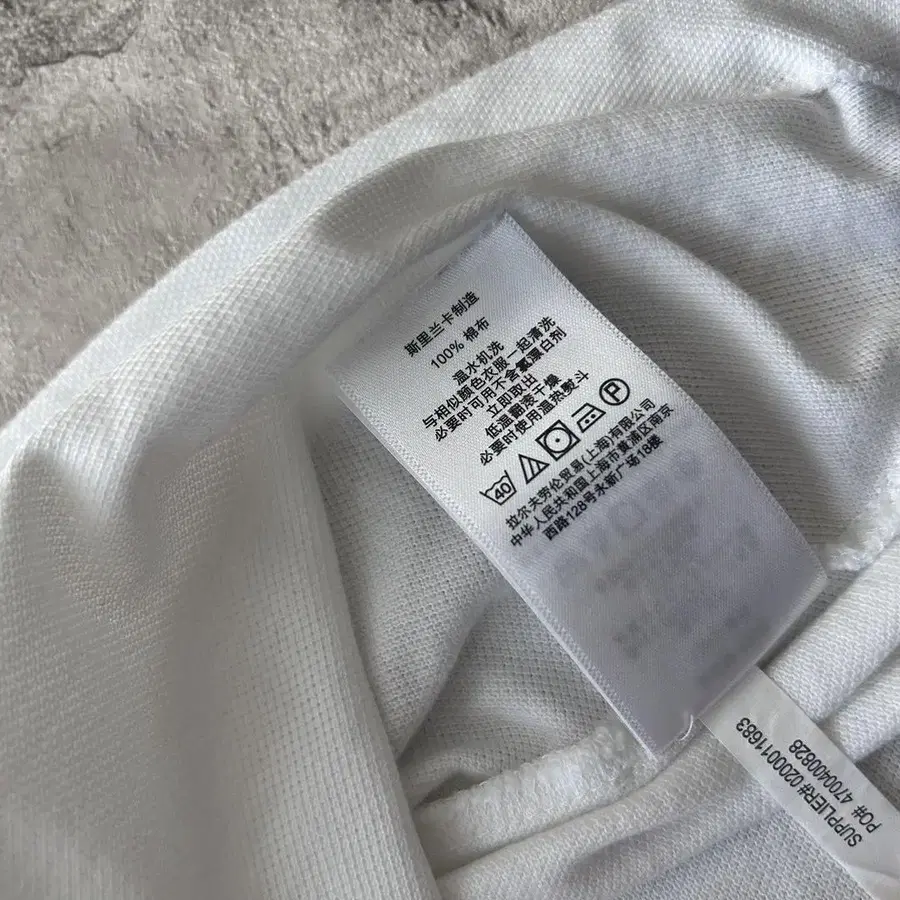 斯里兰卡制造
100% 棉布
温水机洗
与相似颜色衣服一起清洗
必要时可用不含氯漂白剂
立即取出
低温翻滚干燥
必要时使用温热熨斗
40 P
拉尔夫劳伦贸易(上海)有限公司
中华人民共和国上海市黄浦区南京
西路128号永新广场18楼
SUPPLIER# 0200011683
PO# 4700400828